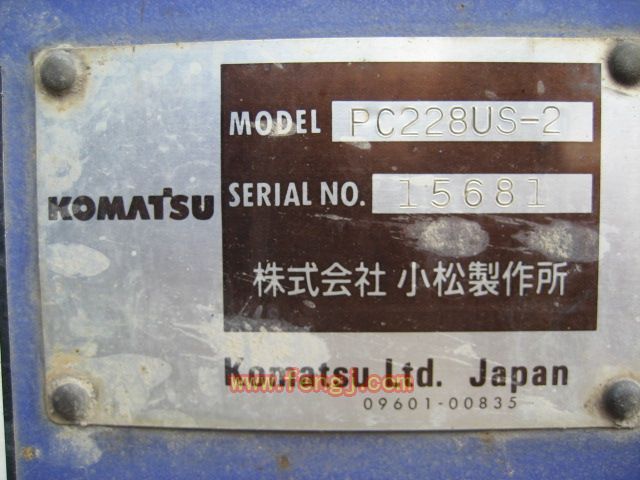 MODEL PC228US-2
KOMATSU
SERIAL NO. 15681
株式会社 小松製作所
Komatsu Ltd. Japan
www.fengj.com
09601-00835